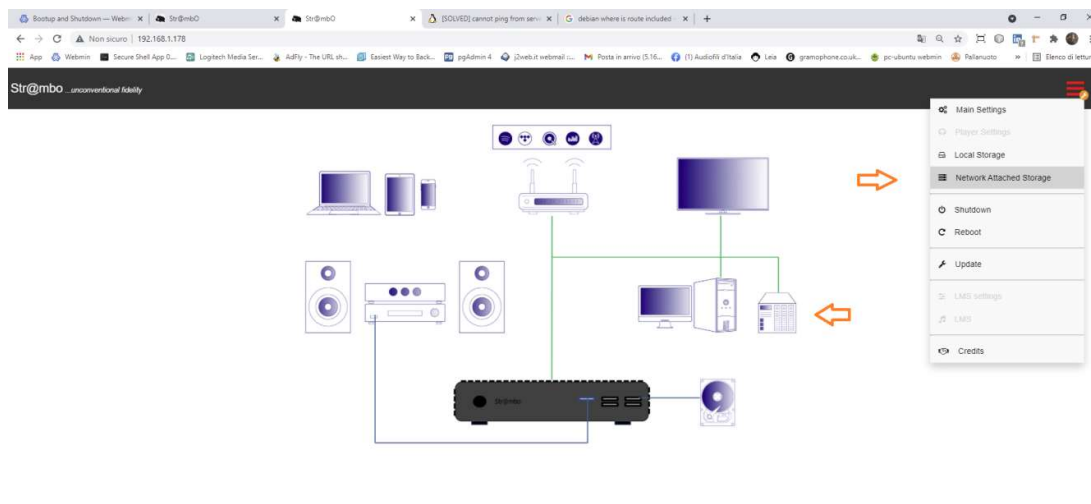 Bootup and Shutdown — Webmi
Str@mbO
Str@mbO
[SOLVED] cannot ping from serve
debian where is route included
Non sicuro | 192.168.1.178
App
Webmin
Secure Shell App D...
Logitech Media Ser...
AdFly - The URL sh...
Easiest Way to Back...
pgAdmin 4
j2web.it webmail ::...
Posta in arrivo (5.16...
(1) Audiofili d'Italia
Leia
gramophone.co.uk...
pc-ubuntu webmin
Pallanuoto
»
Elenco di lettur
Str@mbo ...unconventional fidelity
Main Settings
Player Settings
Local Storage
Network Attached Storage
Shutdown
Reboot
Update
LMS settings
LMS
Credits
Str@mbo